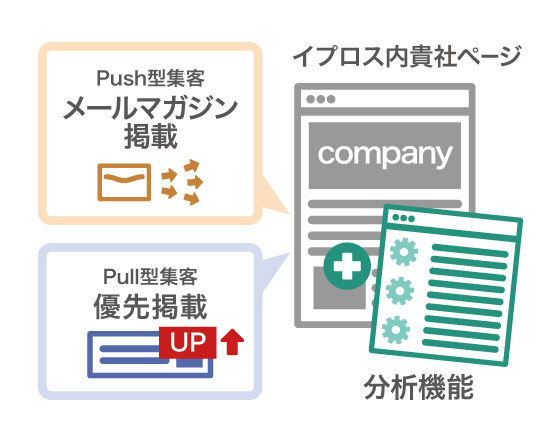 Push型集客
メールマガジン
掲載
イプロス内貴社ページ
company
Pull型集客
優先掲載
UP
分析機能